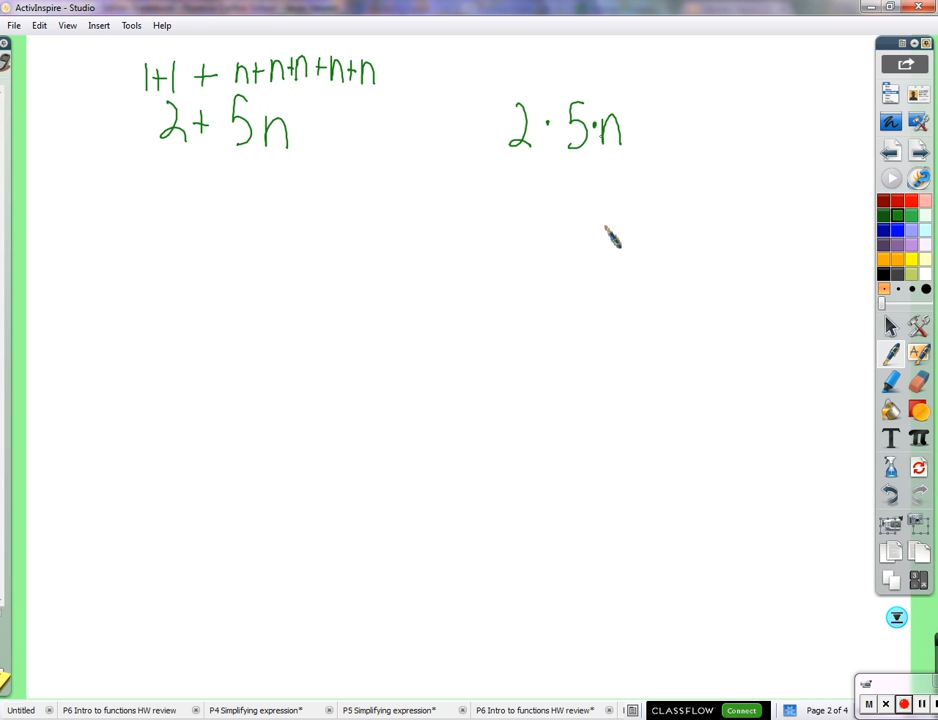 ActivInspire - Studio
File Edit View Insert Tools Help
1+1 + n+n+n+n+n
2+ 5n
2 · 5·n
T π
Untitled P6 Intro to functions HW review P4 Simplifying expression* P5 Simplifying expression* P6 Intro to functions HW review* CLASSFLOW Connect Page 2 of 4
M